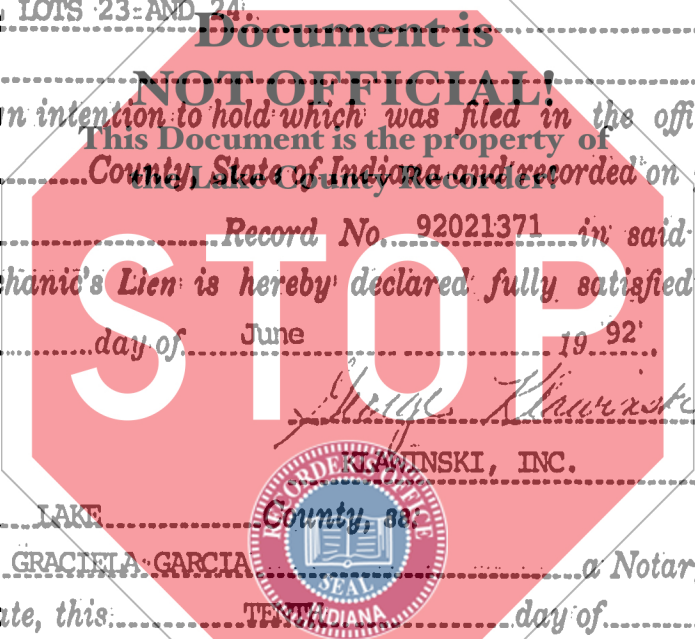 LOTS 23 AND 24
Document is
NOT OFFICIAL!
n intention to hold which was filed in the offi
This Document is the property of
County, State of Indiana and recorded on
the Lake County Recorder!
Record No. 92021371 in said
hanic's Lien is hereby declared fully satisfied
STOP
day of June 19 92
KLAWINSKI, INC.
RECORDER'S OFFICE
LAKE County, ss:
GRACIELA GARCIA a Notar
SEAL
INDIANA
ate, this TENTH day of